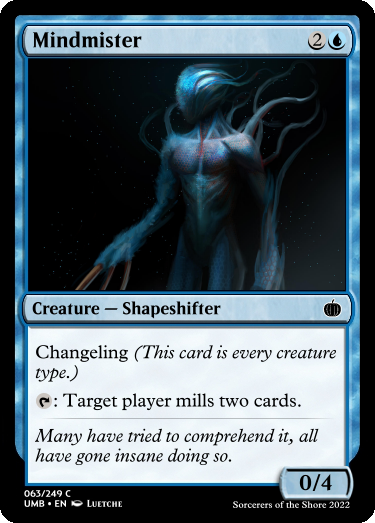 Mindmister 2
Creature — Shapeshifter
Changeling (This card is every creature
type.)
: Target player mills two cards.
Many have tried to comprehend it, all
have gone insane doing so.
0/4
063/249 C
UMB • EN Luetche
Sorcerers of the Shore 2022